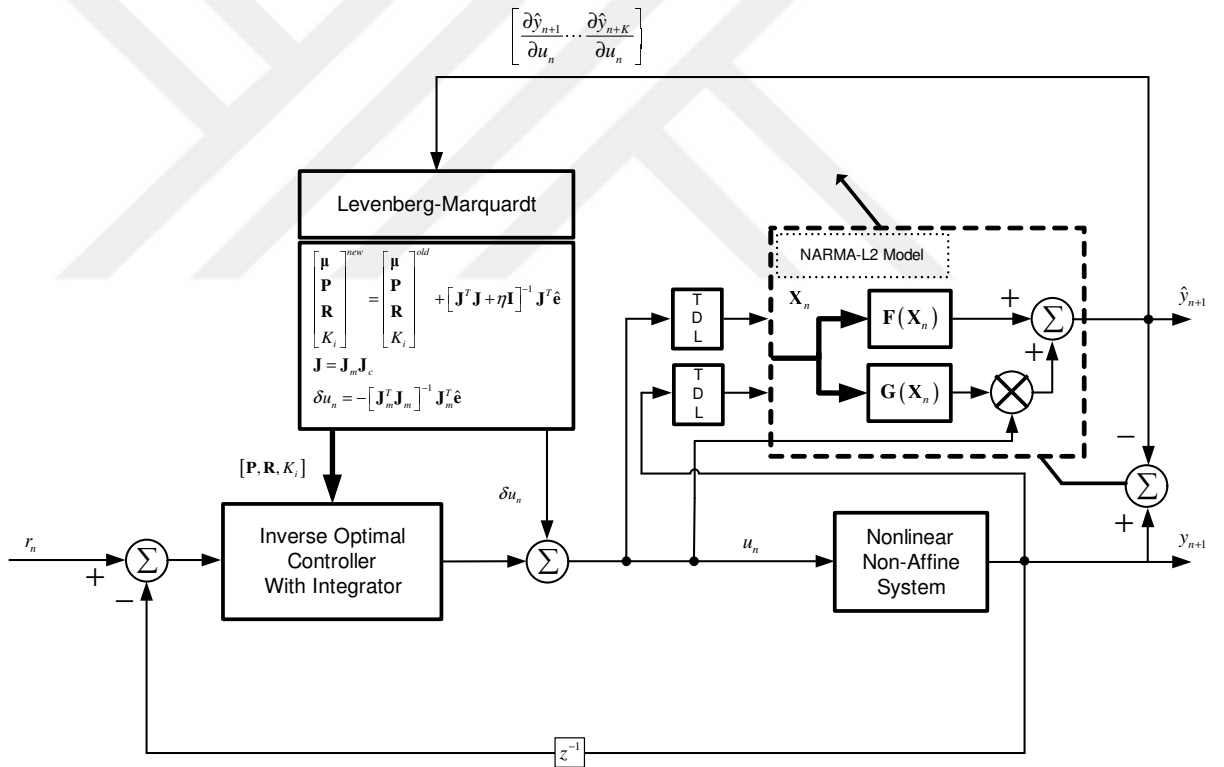 [∂ŷ_{n+1}/∂u_n ⋯ ∂ŷ_{n+K}/∂u_n]
Levenberg-Marquardt
[μ P R K_i]^{new} = [μ P R K_i]^{old} + [J^T J + ηI]^{-1} J^T ê
J = J_m J_c
δu_n = −[J_m^T J_m]^{-1} J_m^T ê
NARMA-L2 Model
X_n
T
D
L
F(X_n)
+
Σ
ŷ_{n+1}
+
T
D
L
G(X_n)
−
[P, R, K_i]
δu_n
Σ
+
r_n
+
Σ
−
Inverse Optimal
Controller
With Integrator
Σ
u_n
Nonlinear
Non-Affine
System
y_{n+1}
z^{-1}